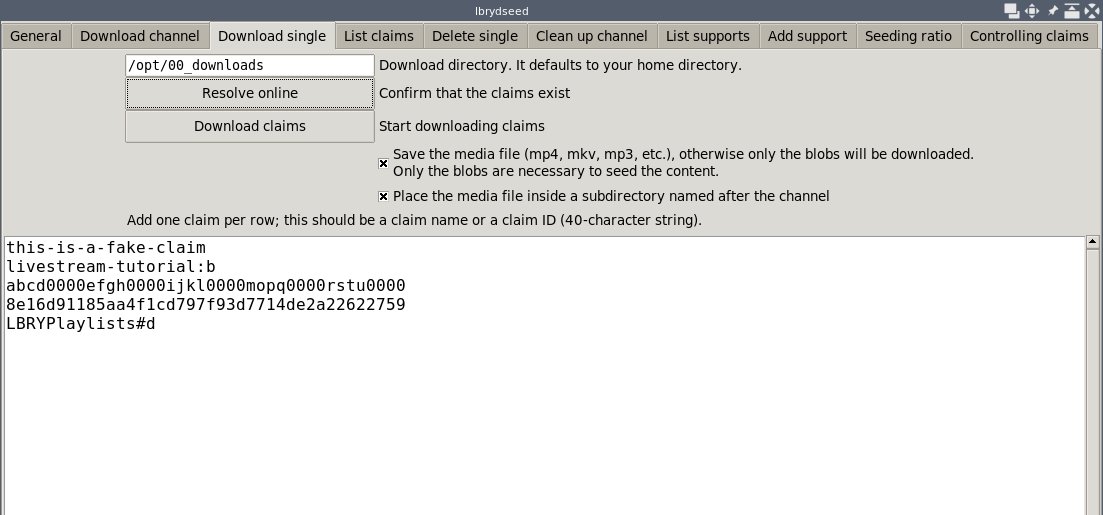 lbrydseed
General Download channel Download single List claims Delete single Clean up channel List supports Add support Seeding ratio Controlling claims
/opt/00_downloads Download directory. It defaults to your home directory.
Resolve online Confirm that the claims exist
Download claims Start downloading claims
Save the media file (mp4, mkv, mp3, etc.), otherwise only the blobs will be downloaded.
Only the blobs are necessary to seed the content.
Place the media file inside a subdirectory named after the channel
Add one claim per row; this should be a claim name or a claim ID (40-character string).
this-is-a-fake-claim
livestream-tutorial:b
abcd0000efgh0000ijkl0000mopq0000rstu0000
8e16d91185aa4f1cd797f93d7714de2a22622759
LBRYPlaylists#d